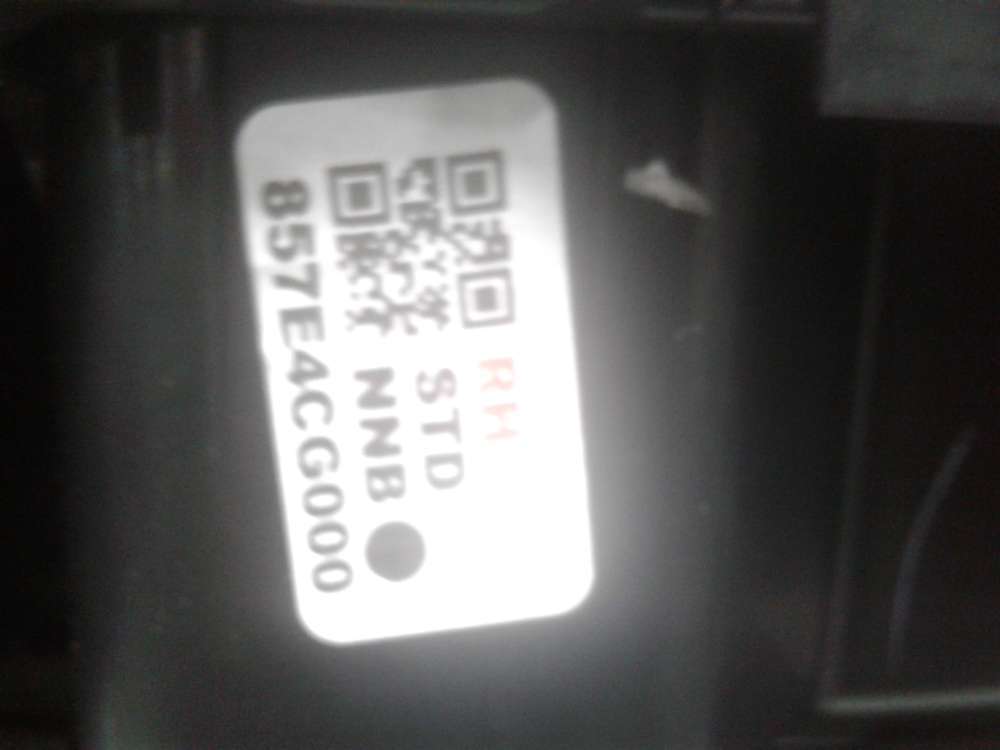 RH
STD
NNB
857E4CG000